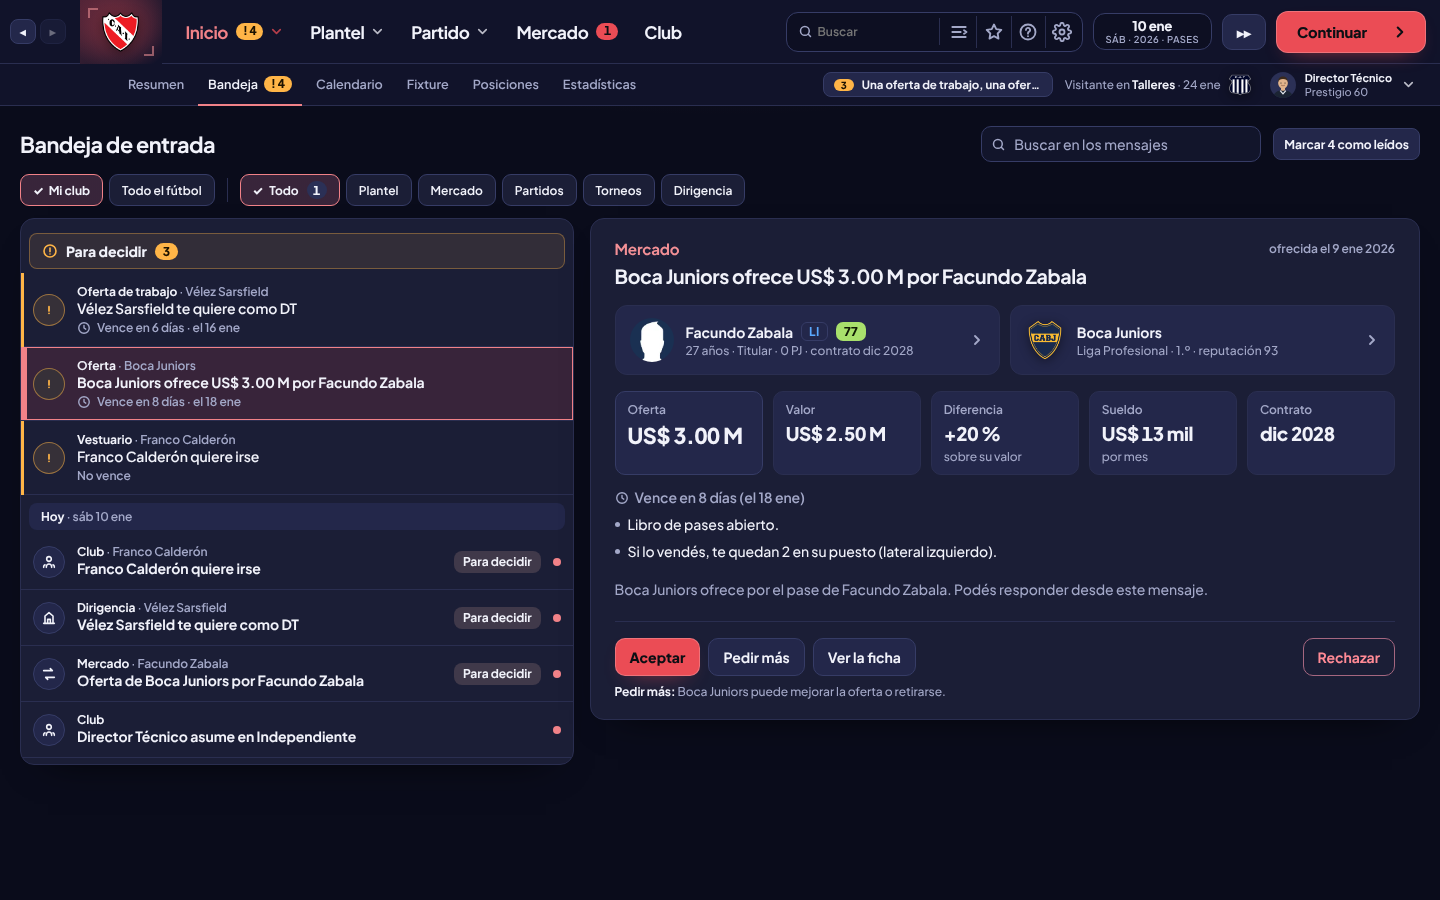 Inicio !4
Plantel
Partido
Mercado 1
Club
Buscar
10 ene
SÁB · 2026 · PASES
Continuar
Resumen
Bandeja !4
Calendario
Fixture
Posiciones
Estadísticas
3 Una oferta de trabajo, una ofer...
Visitante en Talleres · 24 ene
Director Técnico
Prestigio 60
Bandeja de entrada
Buscar en los mensajes
Marcar 4 como leídos
Mi club
Todo el fútbol
Todo 1
Plantel
Mercado
Partidos
Torneos
Dirigencia
Para decidir 3
Oferta de trabajo · Vélez Sarsfield
! Vélez Sarsfield te quiere como DT
Vence en 6 días · el 16 ene
Oferta · Boca Juniors
! Boca Juniors ofrece US$ 3.00 M por Facundo Zabala
Vence en 8 días · el 18 ene
Vestuario · Franco Calderón
! Franco Calderón quiere irse
No vence
Hoy · sáb 10 ene
Club · Franco Calderón
Franco Calderón quiere irse
Para decidir
Dirigencia · Vélez Sarsfield
Vélez Sarsfield te quiere como DT
Para decidir
Mercado · Facundo Zabala
Oferta de Boca Juniors por Facundo Zabala
Para decidir
Club
Director Técnico asume en Independiente
Mercado
ofrecida el 9 ene 2026
Boca Juniors ofrece US$ 3.00 M por Facundo Zabala
Facundo Zabala LI 77
27 años · Titular · 0 PJ · contrato dic 2028
CABJ
Boca Juniors
Liga Profesional · 1.º · reputación 93
Oferta
US$ 3.00 M
Valor
US$ 2.50 M
Diferencia
+20 %
sobre su valor
Sueldo
US$ 13 mil
por mes
Contrato
dic 2028
Vence en 8 días (el 18 ene)
• Libro de pases abierto.
• Si lo vendés, te quedan 2 en su puesto (lateral izquierdo).
Boca Juniors ofrece por el pase de Facundo Zabala. Podés responder desde este mensaje.
Aceptar
Pedir más
Ver la ficha
Rechazar
Pedir más: Boca Juniors puede mejorar la oferta o retirarse.